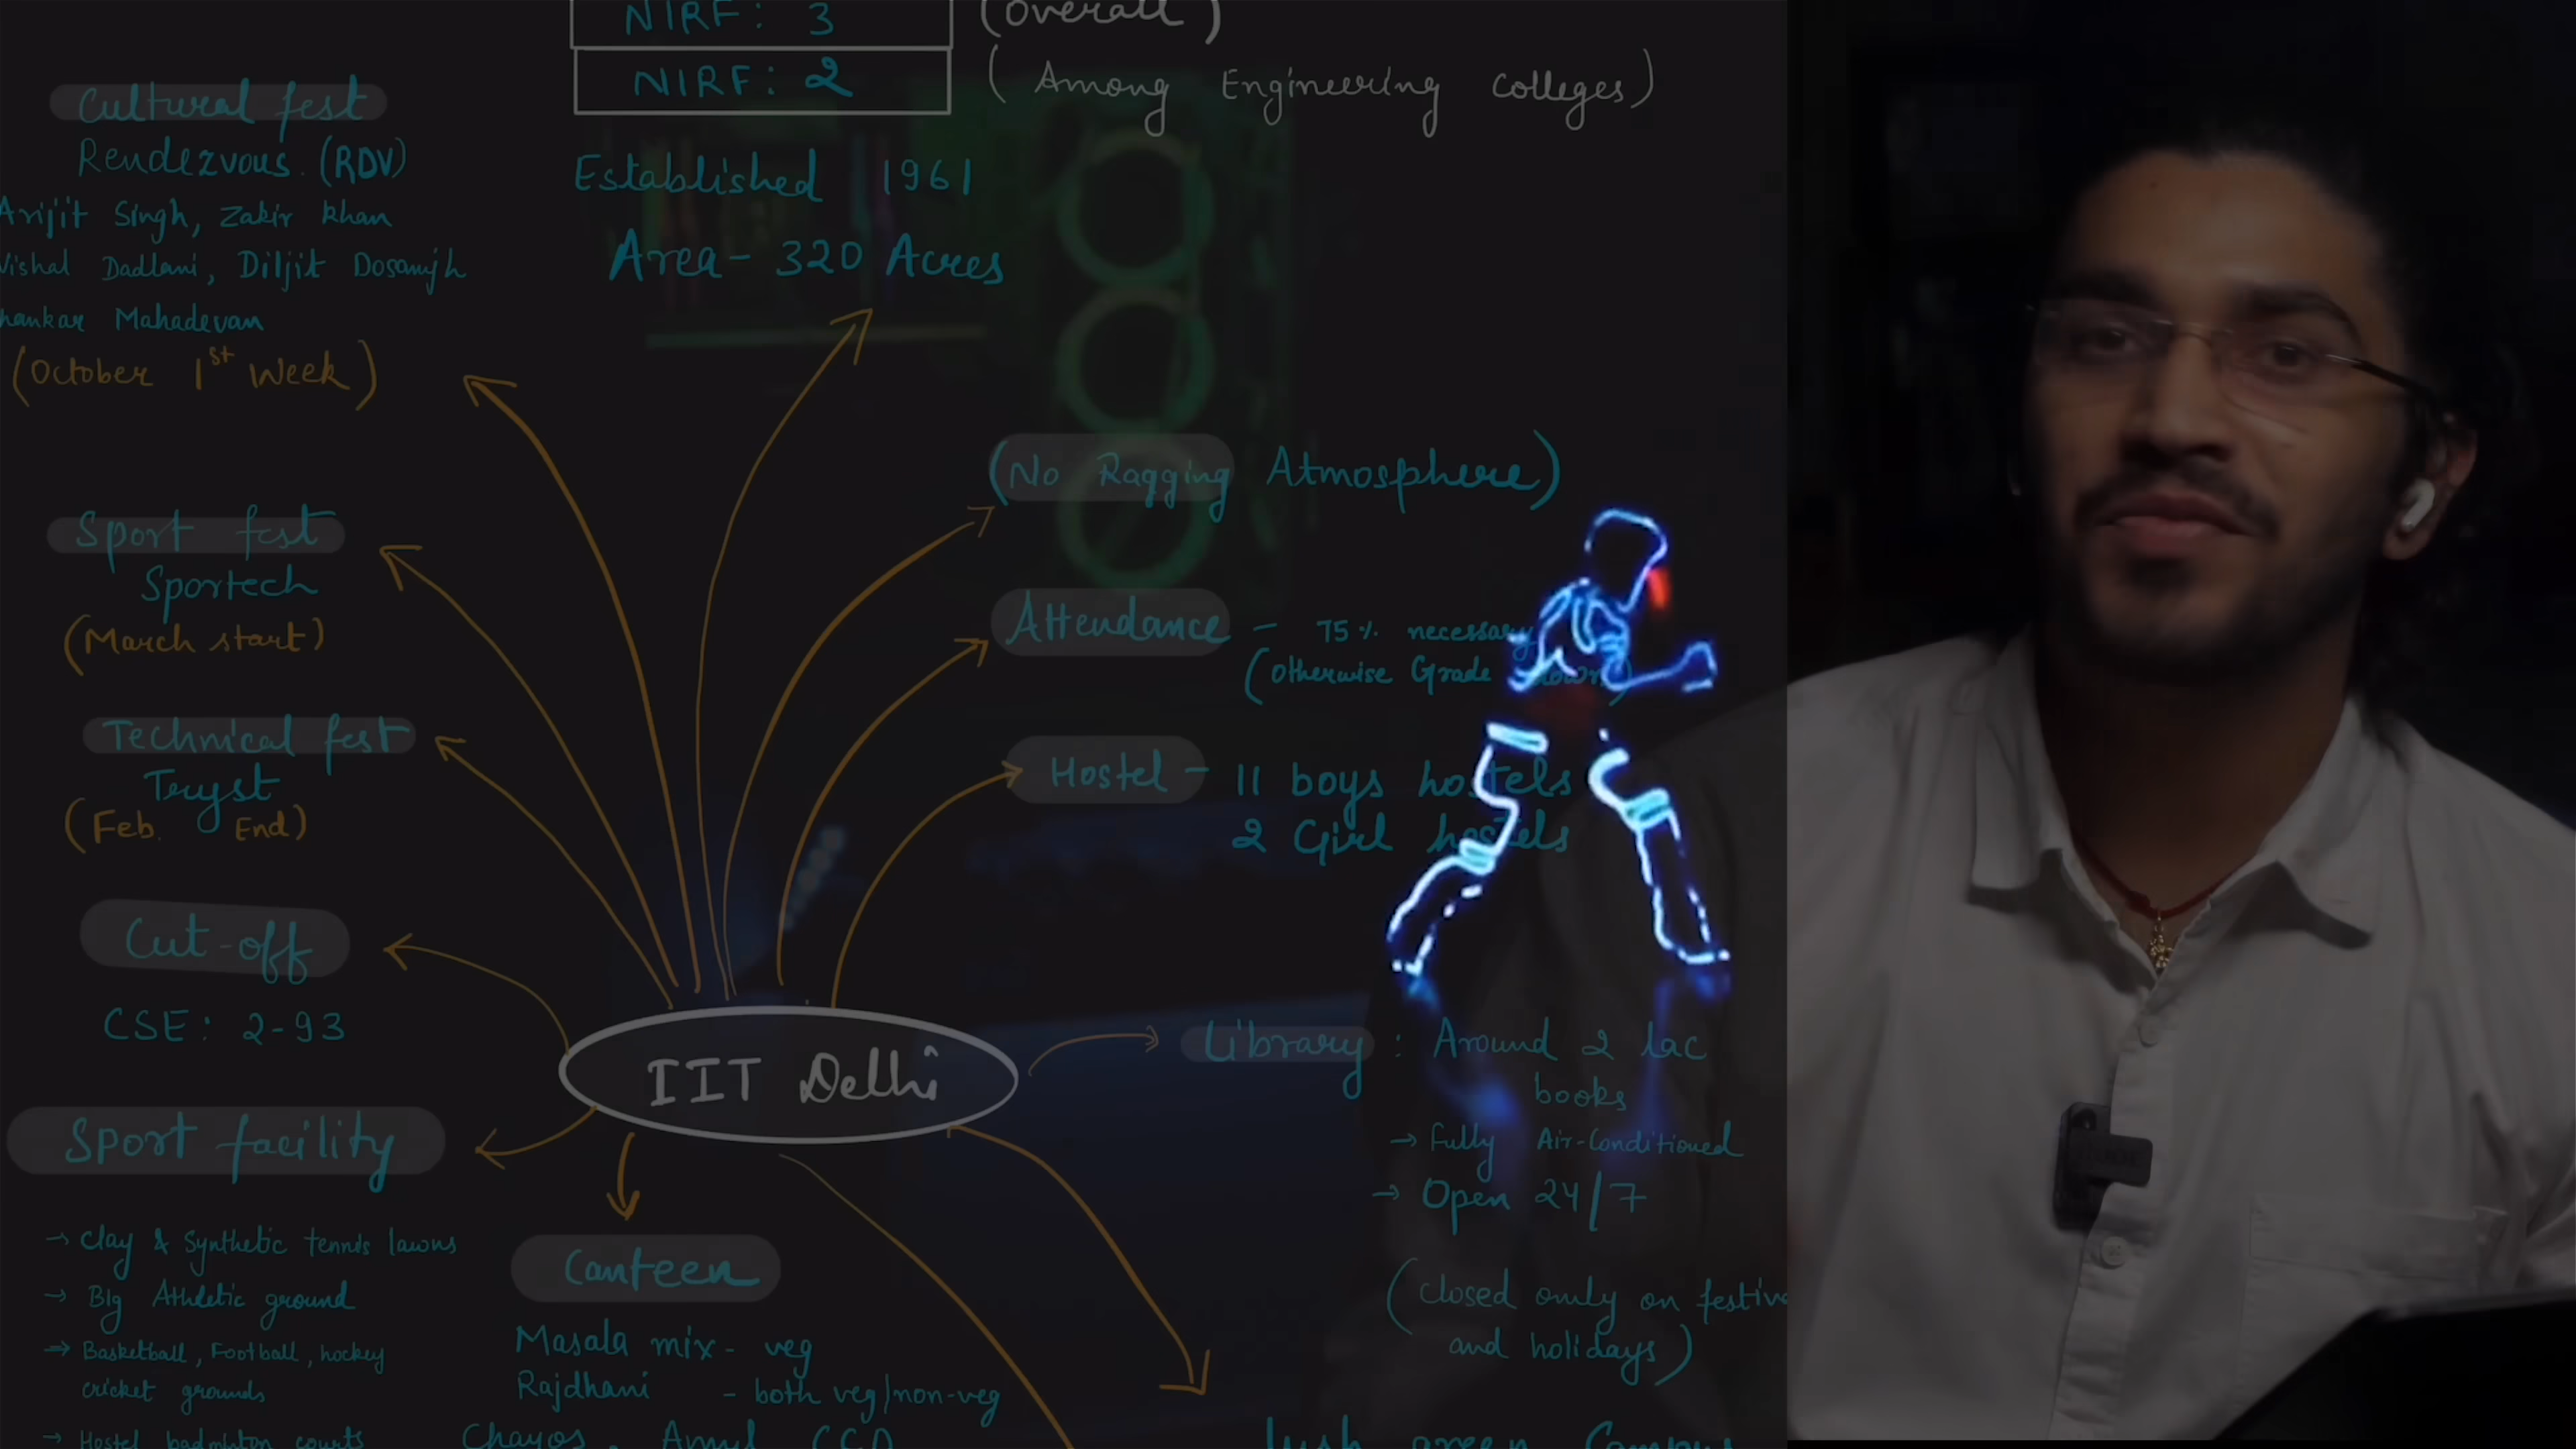 NIRF: 3 (Overall)
NIRF: 2 (Among Engineering Colleges)
Established 1961
Area - 320 Acres
Cultural fest
Rendezvous. (RDV)
Arijit Singh, Zakir Khan
Vishal Dadlani, Diljit Dosanjh
hankar Mahadevan
(October 1st Week)
Sport fest
Sportech
(March start)
Technical fest
Tryst
(Feb. End)
Cut-off
CSE: 2-93
Sport facility
→ Clay & Synthetic tennis lawns
→ Big Athletic ground
→ Basketball, Football, hockey
cricket grounds
→ Hostel badminton courts
(No Ragging Atmosphere)
Attendance - 75% necessary
(Otherwise Grade down)
Hostel - 11 boys hostels
2 Girl hostels
IIT Delhi
Library : Around 2 lac
books
→ Fully Air-Conditioned
→ Open 24/7
(Closed only on festiv
and holidays)
Canteen
Masala mix - veg
Rajdhani - both veg/non-veg
Chayos, Amul CCD
lush green Campus